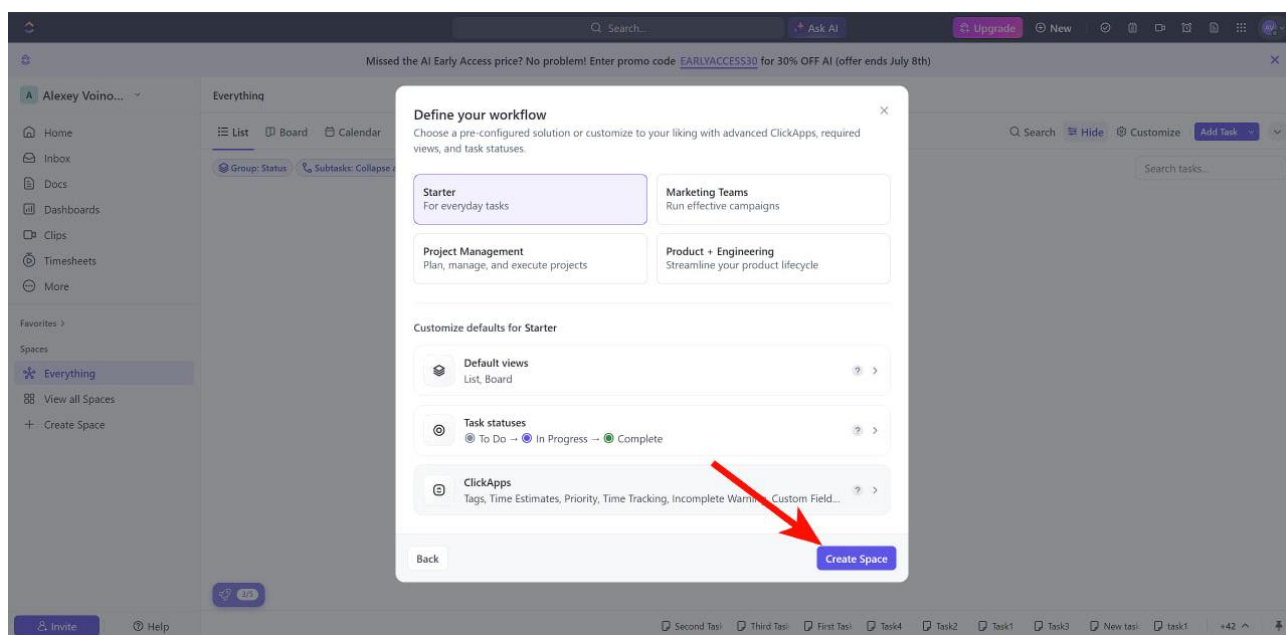 Search...
Ask AI
Upgrade
New
Missed the AI Early Access price? No problem! Enter promo code EARLYACCESS30 for 30% OFF AI (offer ends July 8th)
A Alexey Voino...
Everything
Home
Inbox
Docs
Dashboards
Clips
Timesheets
More
Favorites
Spaces
Everything
View all Spaces
Create Space
List Board Calendar
Search Hide Customize Add Task
Group: Status Subtasks: Collapse a
Search tasks...
Define your workflow
Choose a pre-configured solution or customize to your liking with advanced ClickApps, required
views, and task statuses.
Starter
For everyday tasks
Marketing Teams
Run effective campaigns
Project Management
Plan, manage, and execute projects
Product + Engineering
Streamline your product lifecycle
Customize defaults for Starter
Default views
List, Board
?
Task statuses
To Do → In Progress → Complete
?
ClickApps
Tags, Time Estimates, Priority, Time Tracking, Incomplete Warning, Custom Field...
?
Back
Create Space
3/5
Invite
Help
Second Tas Third Tas First Tas Task4 Task2 Task1 Task3 New tas task1 +42